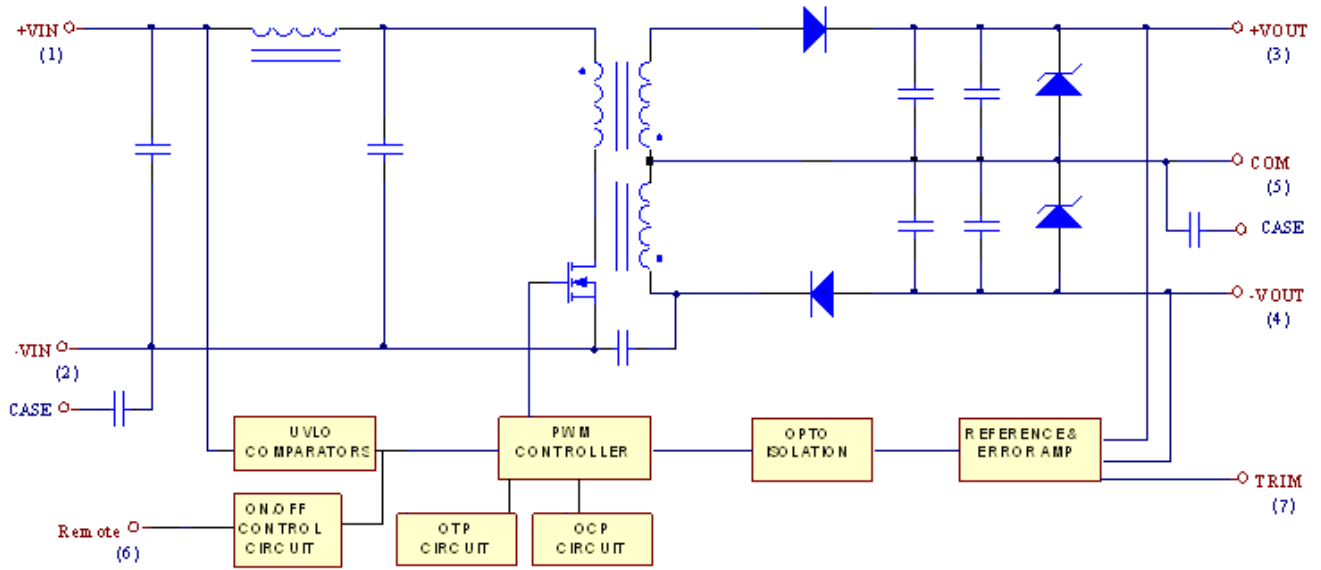 +VIN
(1)
+VOUT
(3)
COM
(5)
CASE
-VOUT
(4)
-VIN
(2)
CASE
UVLO
COMPARATORS
PWM
CONTROLLER
OPTO
ISOLATION
REFERENCE&
ERROR AMP
TRIM
(7)
Remote
(6)
ON/OFF
CONTROL
CIRCUIT
OTP
CIRCUIT
OCP
CIRCUIT